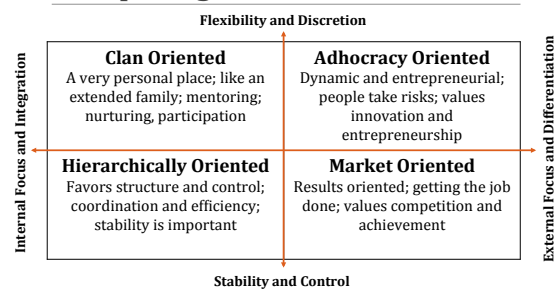 Flexibility and Discretion
Internal Focus and Integration
Clan Oriented
A very personal place; like an
extended family; mentoring;
nurturing, participation
Adhocracy Oriented
Dynamic and entrepreneurial;
people take risks; values
innovation and
entrepreneurship
Hierarchically Oriented
Favors structure and control;
coordination and efficiency;
stability is important
Market Oriented
Results oriented; getting the job
done; values competition and
achievement
External Focus and Differentiation
Stability and Control